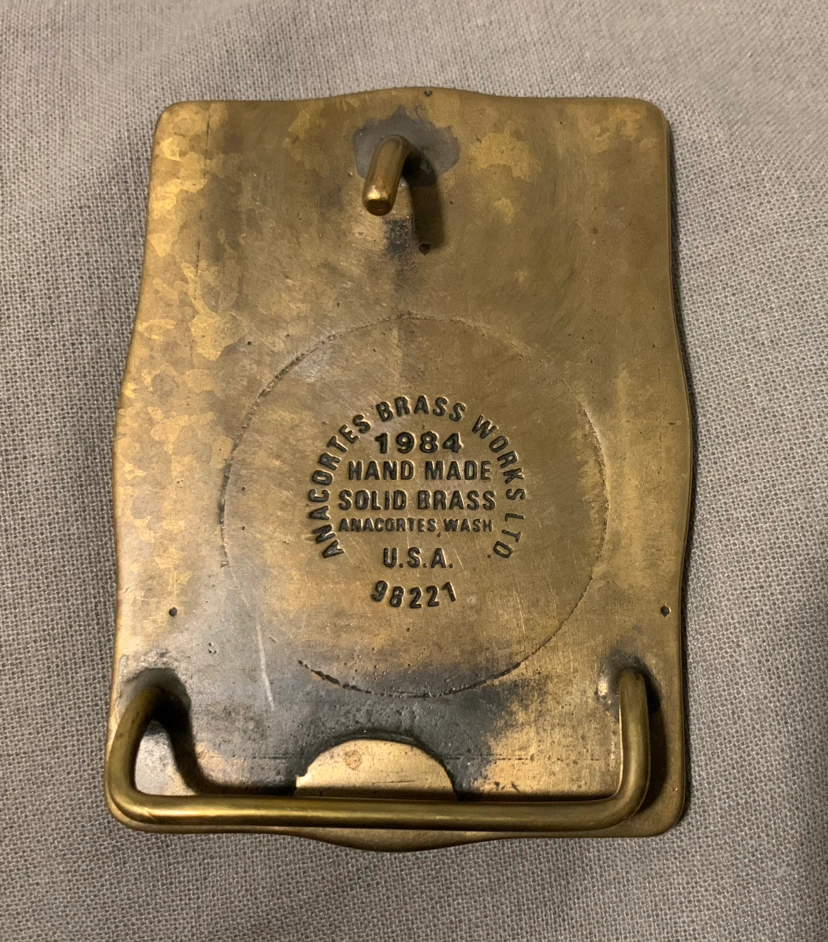 ANACORTES BRASS WORKS LTD.
1984
HAND MADE
SOLID BRASS
ANACORTES, WASH
U.S.A.
98221